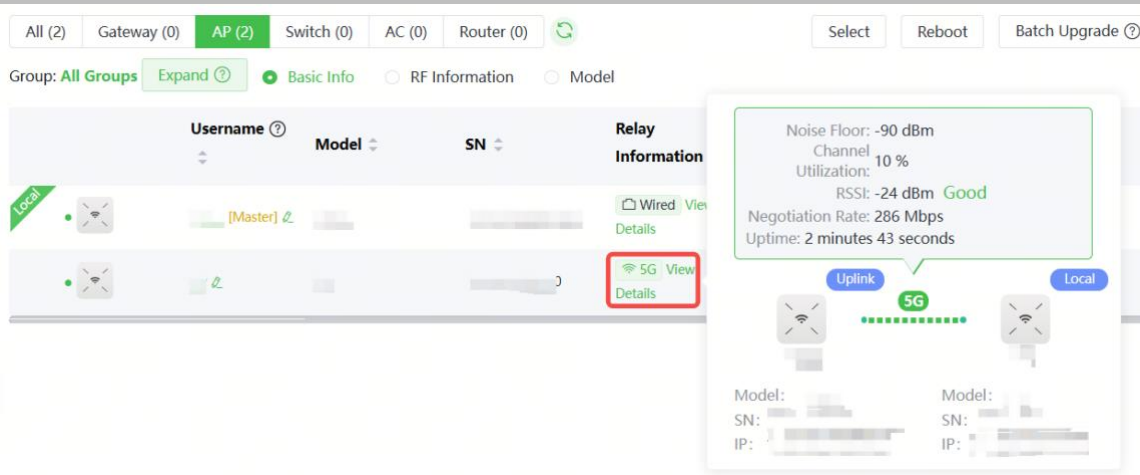 All (2) Gateway (0) AP (2) Switch (0) AC (0) Router (0) Select Reboot Batch Upgrade ?
Group: All Groups Expand ? Basic Info RF Information Model
Username ? Model SN Relay
Information
Local
[Master] Wired View
Details
5G View
Details
Noise Floor: -90 dBm
Channel
Utilization: 10 %
RSSI: -24 dBm Good
Negotiation Rate: 286 Mbps
Uptime: 2 minutes 43 seconds
Uplink Local
5G
Model: Model:
SN: SN:
IP: IP: